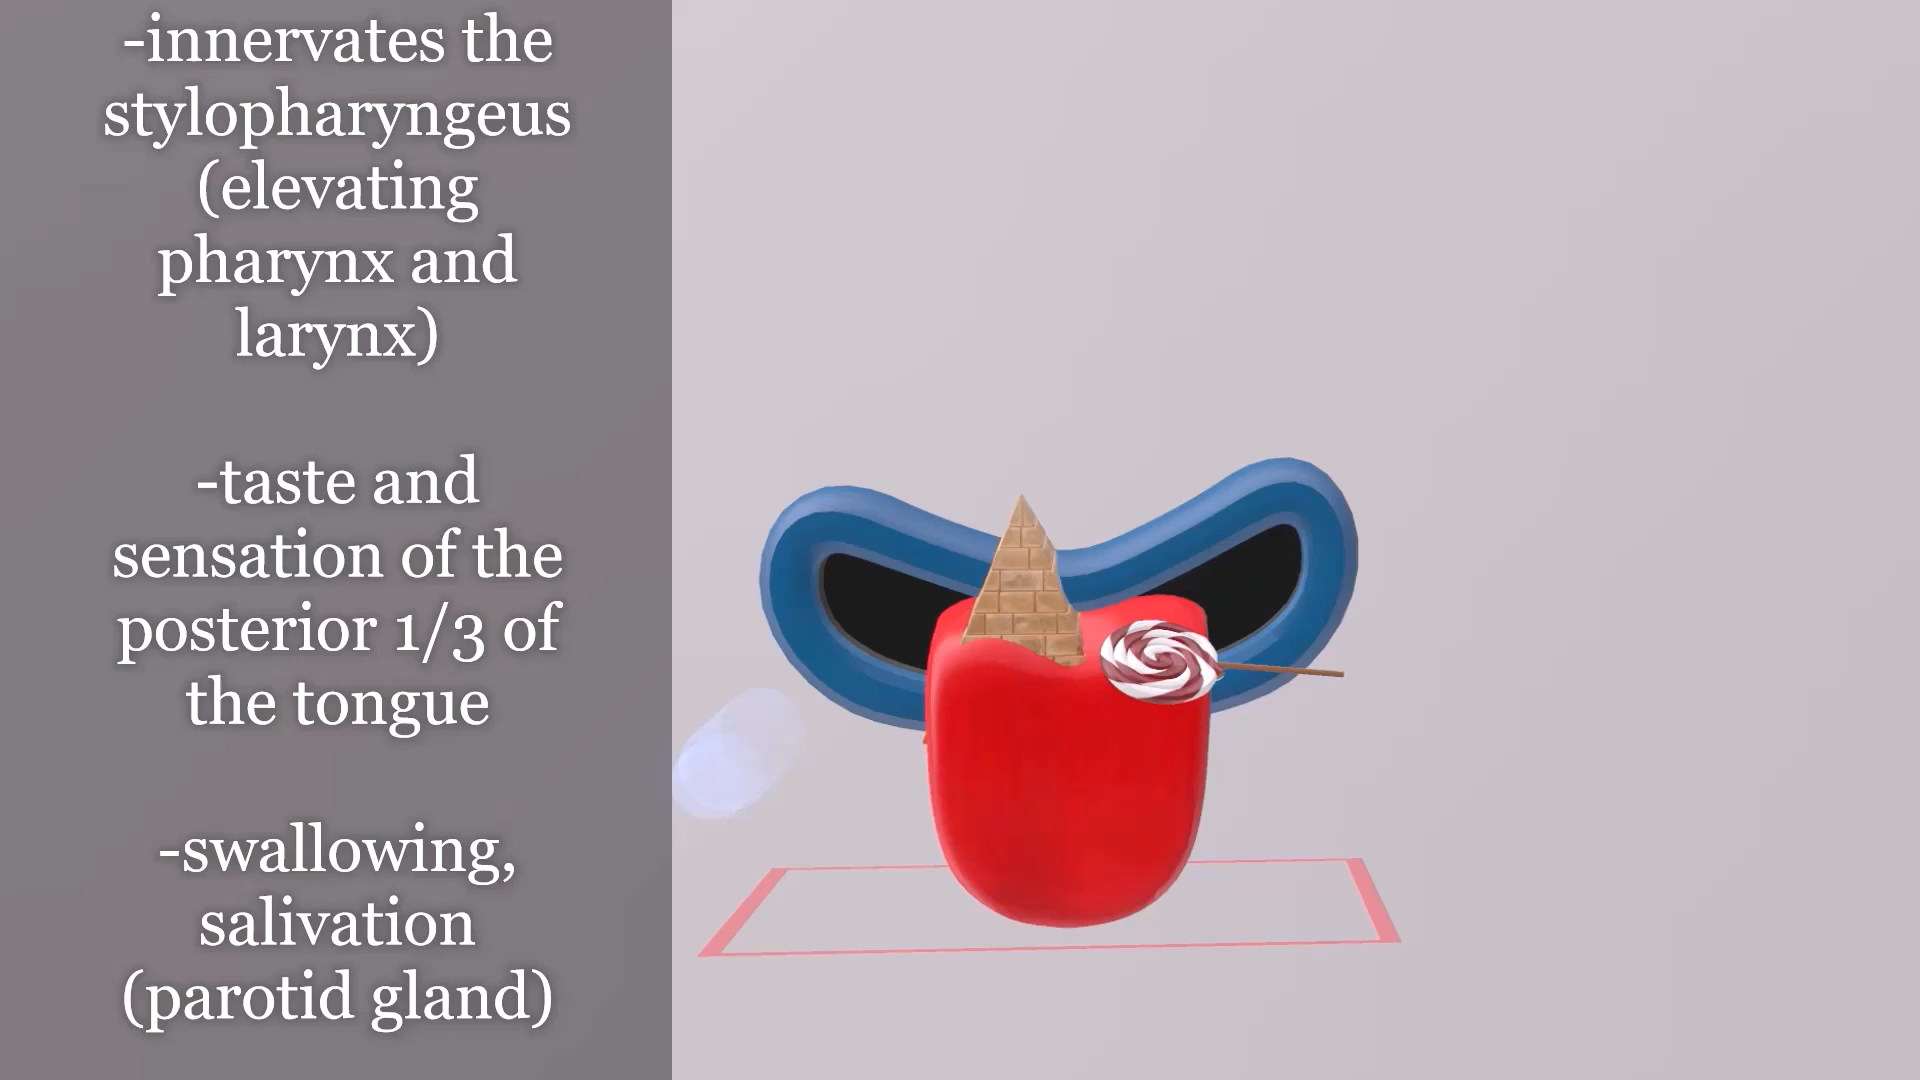 -innervates the
stylopharyngeus
(elevating
pharynx and
larynx)
-taste and
sensation of the
posterior 1/3 of
the tongue
-swallowing,
salivation
(parotid gland)